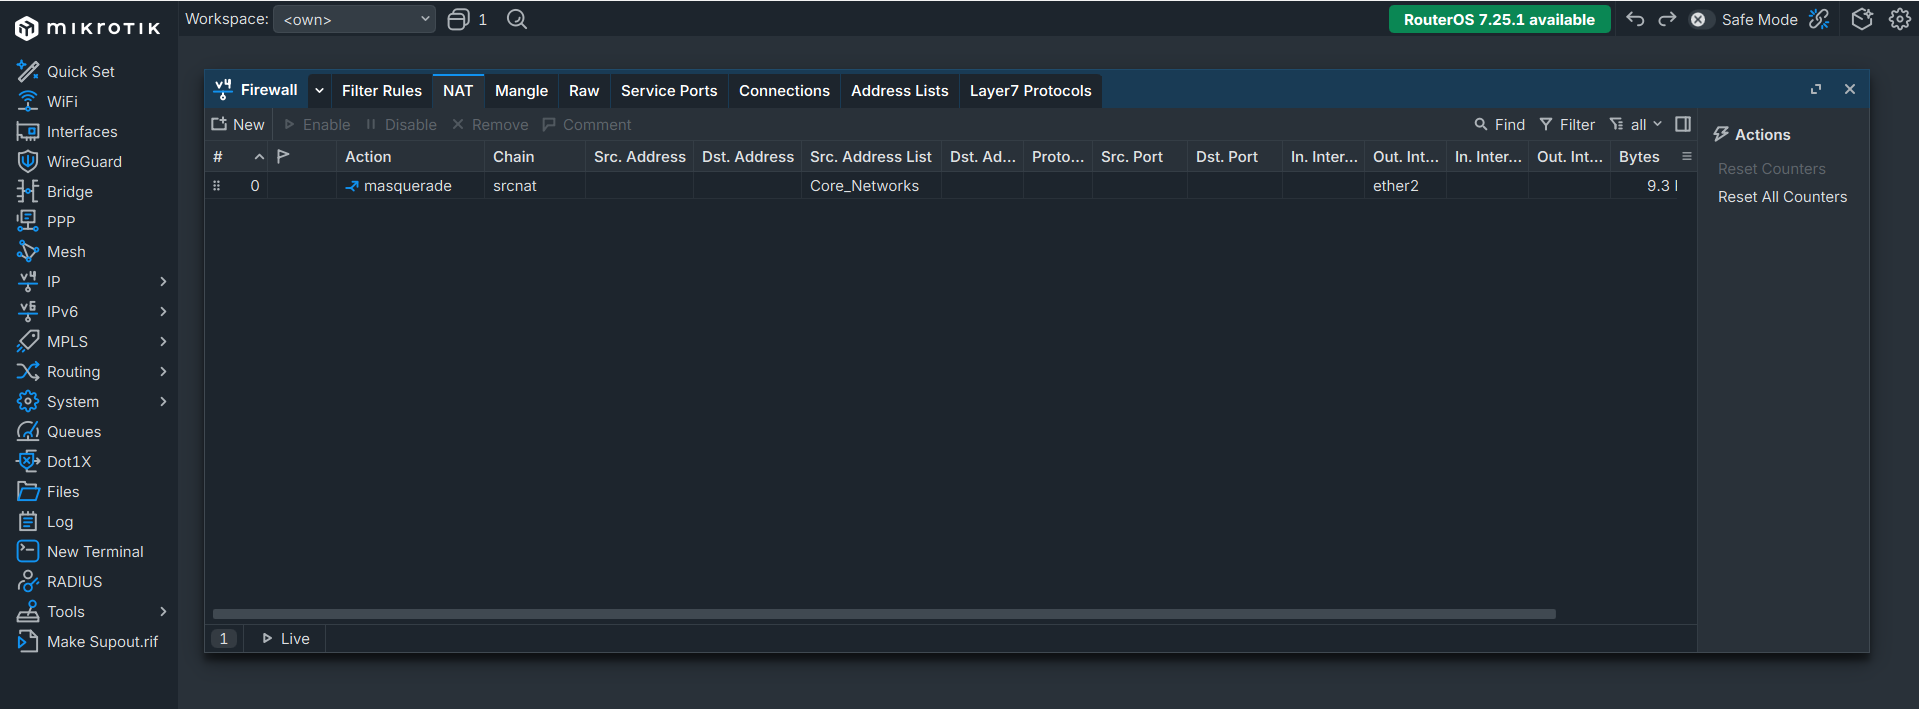 MikroTik
Workspace: <own> 1 RouterOS 7.25.1 available Safe Mode
Quick Set
WiFi
Interfaces
WireGuard
Bridge
PPP
Mesh
IP
IPv6
MPLS
Routing
System
Queues
Dot1X
Files
Log
New Terminal
RADIUS
Tools
Make Supout.rif
v4 Firewall Filter Rules NAT Mangle Raw Service Ports Connections Address Lists Layer7 Protocols
New Enable Disable Remove Comment Find Filter all
# Action Chain Src. Address Dst. Address Src. Address List Dst. Ad... Proto... Src. Port Dst. Port In. Inter... Out. Int... In. Inter... Out. Int... Bytes
0 masquerade srcnat Core_Networks ether2 9.3
1 Live
Actions
Reset Counters
Reset All Counters